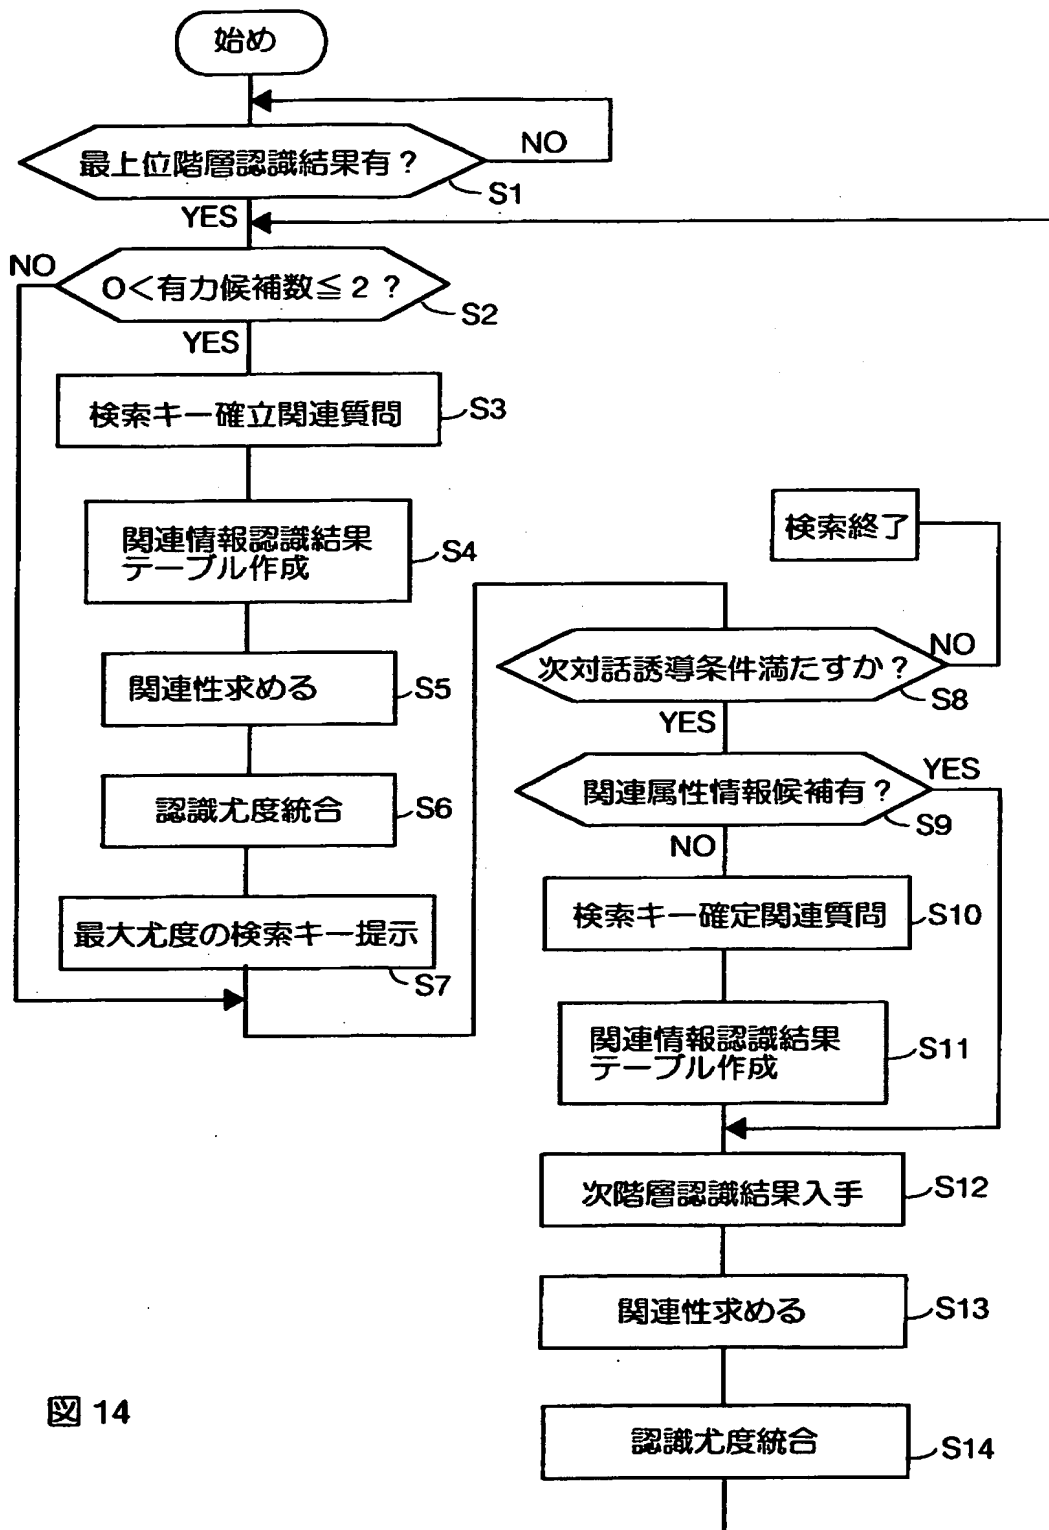 始め
最上位階層認識結果有？
NO
S1
YES
NO
0＜有力候補数≦2？
S2
YES
検索キー確立関連質問
S3
関連情報認識結果
テーブル作成
S4
関連性求める
S5
認識尤度統合
S6
最大尤度の検索キー提示
S7
検索終了
次対話誘導条件満たすか？
NO
S8
YES
関連属性情報候補有？
YES
S9
NO
検索キー確定関連質問
S10
関連情報認識結果
テーブル作成
S11
次階層認識結果入手
S12
関連性求める
S13
認識尤度統合
S14
図 14